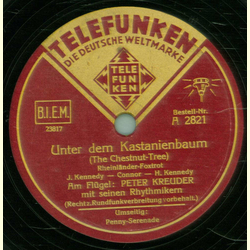 TELEFUNKEN
DIE DEUTSCHE WELTMARKE
TELE
FUN
KEN
B.I.E.M.
23817
Bestell-Nr.
A 2821
Unter dem Kastanienbaum
(The Chestnut-Tree)
Rheinländer-Foxtrot
J. Kennedy — Connor — H. Kennedy
Am Flügel: PETER KREUDER
mit seinen Rhythmikern
(Rechtz. Rundfunkverbreitung vorbehalt.)
Umseitig:
Penny-Serenade